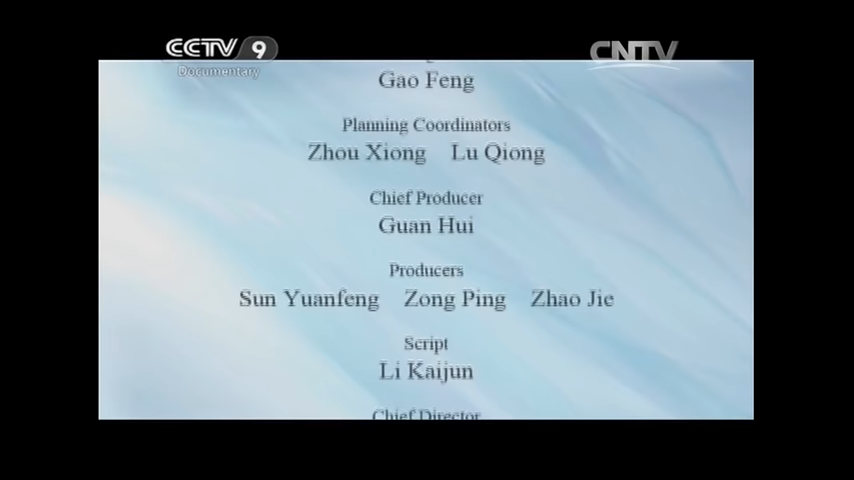 CCTV 9
Documentary
CNTV
Gao Feng
Planning Coordinators
Zhou Xiong Lu Qiong
Chief Producer
Guan Hui
Producers
Sun Yuanfeng Zong Ping Zhao Jie
Script
Li Kaijun
Chief Director